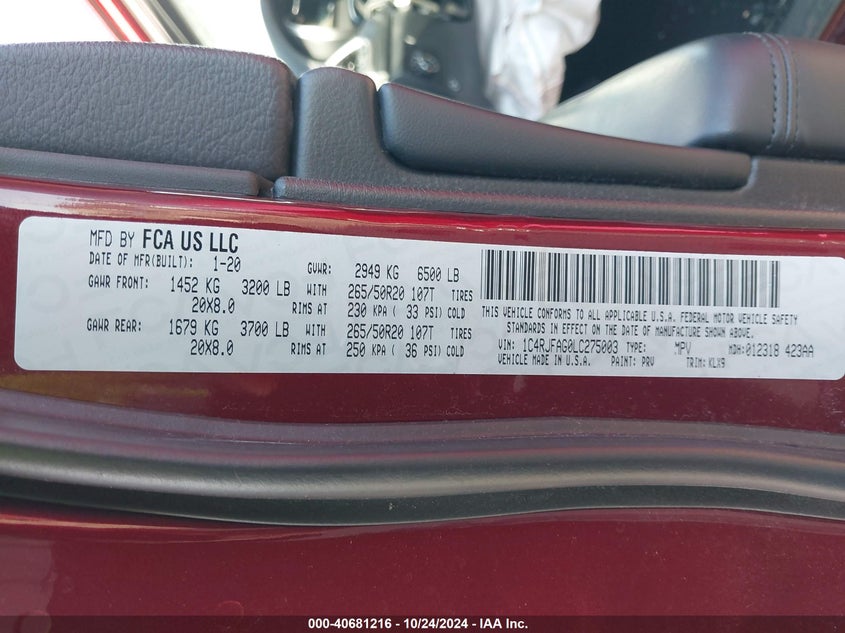 MFD BY FCA US LLC
DATE OF MFR(BUILT): 1-20 GVWR: 2949 KG 6500 LB
GAWR FRONT: 1452 KG 3200 LB WITH 265/50R20 107T TIRES
20X8.0 RIMS AT 230 KPA ( 33 PSI) COLD
GAWR REAR: 1679 KG 3700 LB WITH 265/50R20 107T TIRES
20X8.0 RIMS AT 250 KPA ( 36 PSI) COLD
THIS VEHICLE CONFORMS TO ALL APPLICABLE U.S.A. FEDERAL MOTOR VEHICLE SAFETY
STANDARDS IN EFFECT ON THE DATE OF MANUFACTURE SHOWN ABOVE.
VIN: 1C4RJFAG0LC275003 TYPE: MPV MDH: 012318 423AA
VEHICLE MADE IN U.S.A. PAINT: PRV TRIM: KLX9
000-40681216 - 10/24/2024 - IAA Inc.